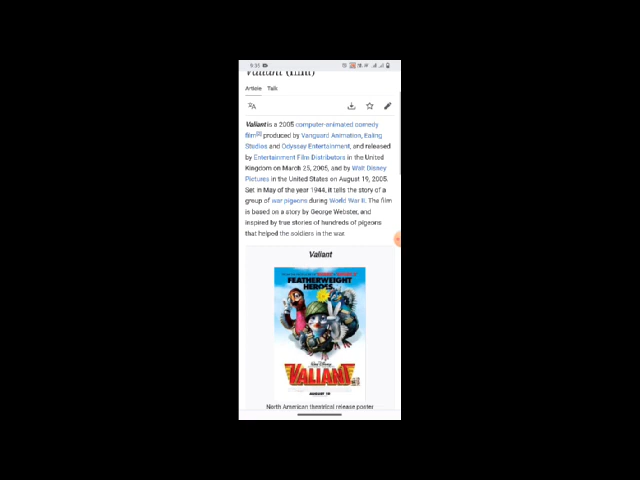 Valiant (film)
Article Talk
Valiant is a 2005 computer-animated comedy
film[2] produced by Vanguard Animation, Ealing
Studios and Odyssey Entertainment, and released
by Entertainment Film Distributors in the United
Kingdom on March 25, 2005, and by Walt Disney
Pictures in the United States on August 19, 2005.
Set in May of the year 1944, it tells the story of a
group of war pigeons during World War II. The film
is based on a story by George Webster, and
inspired by true stories of hundreds of pigeons
that helped the soldiers in the war.
Valiant
FEATHERWEIGHT
HEROES.
VALIANT
AUGUST 19
North American theatrical release poster